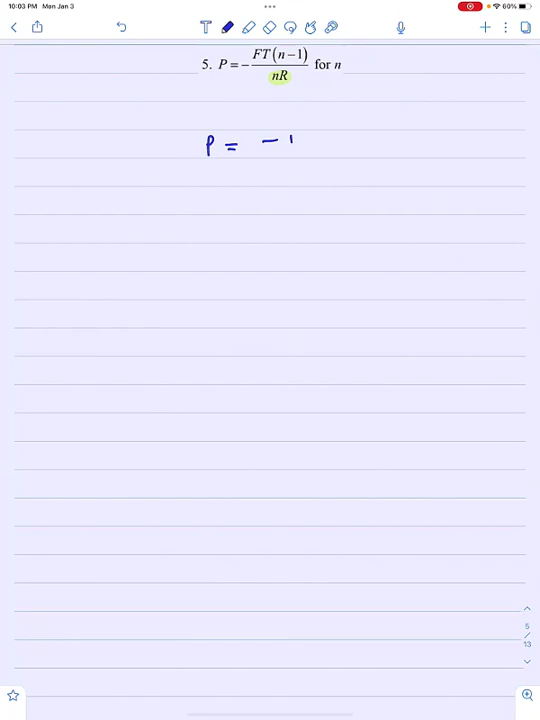 10:03 PM Mon Jan 3
60%
5. P = - FT(n-1)
nR
for n
P = -
5
/
13